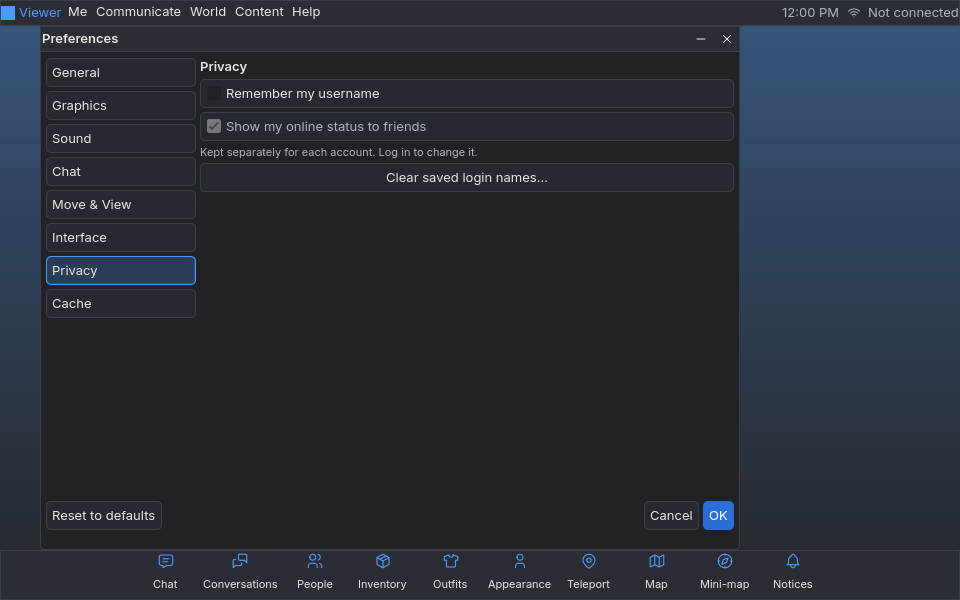 Viewer Me Communicate World Content Help 12:00 PM Not connected
Preferences
General
Graphics
Sound
Chat
Move & View
Interface
Privacy
Cache
Privacy
Remember my username
Show my online status to friends
Kept separately for each account. Log in to change it.
Clear saved login names...
Reset to defaults Cancel OK
Chat Conversations People Inventory Outfits Appearance Teleport Map Mini-map Notices